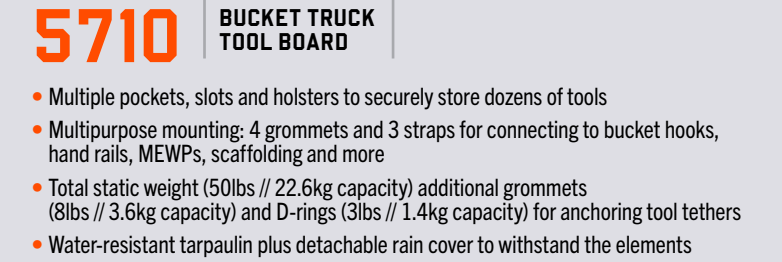 5710
BUCKET TRUCK
TOOL BOARD
• Multiple pockets, slots and holsters to securely store dozens of tools
• Multipurpose mounting: 4 grommets and 3 straps for connecting to bucket hooks,
hand rails, MEWPs, scaffolding and more
• Total static weight (50lbs // 22.6kg capacity) additional grommets
(8lbs // 3.6kg capacity) and D-rings (3lbs // 1.4kg capacity) for anchoring tool tethers
• Water-resistant tarpaulin plus detachable rain cover to withstand the elements